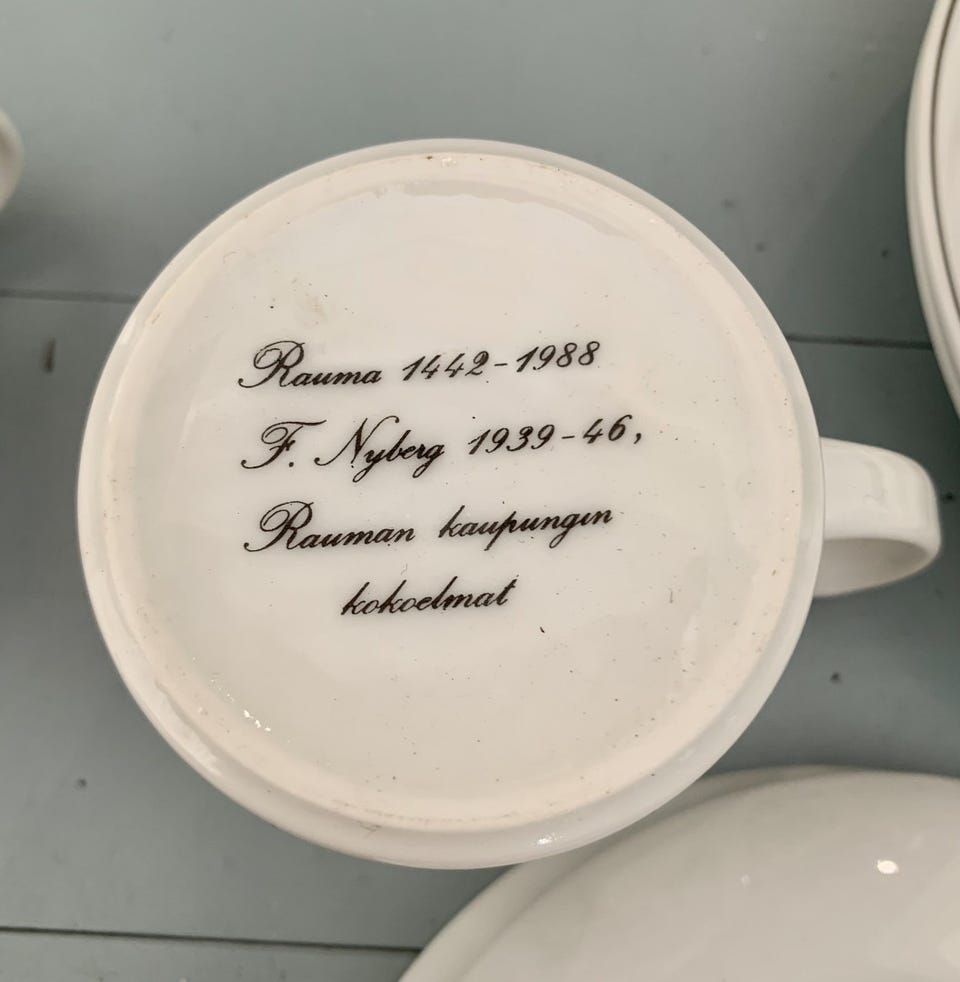 Rauma 1442-1988
F. Nyberg 1939-46,
Rauman kaupungin
kokoelmat